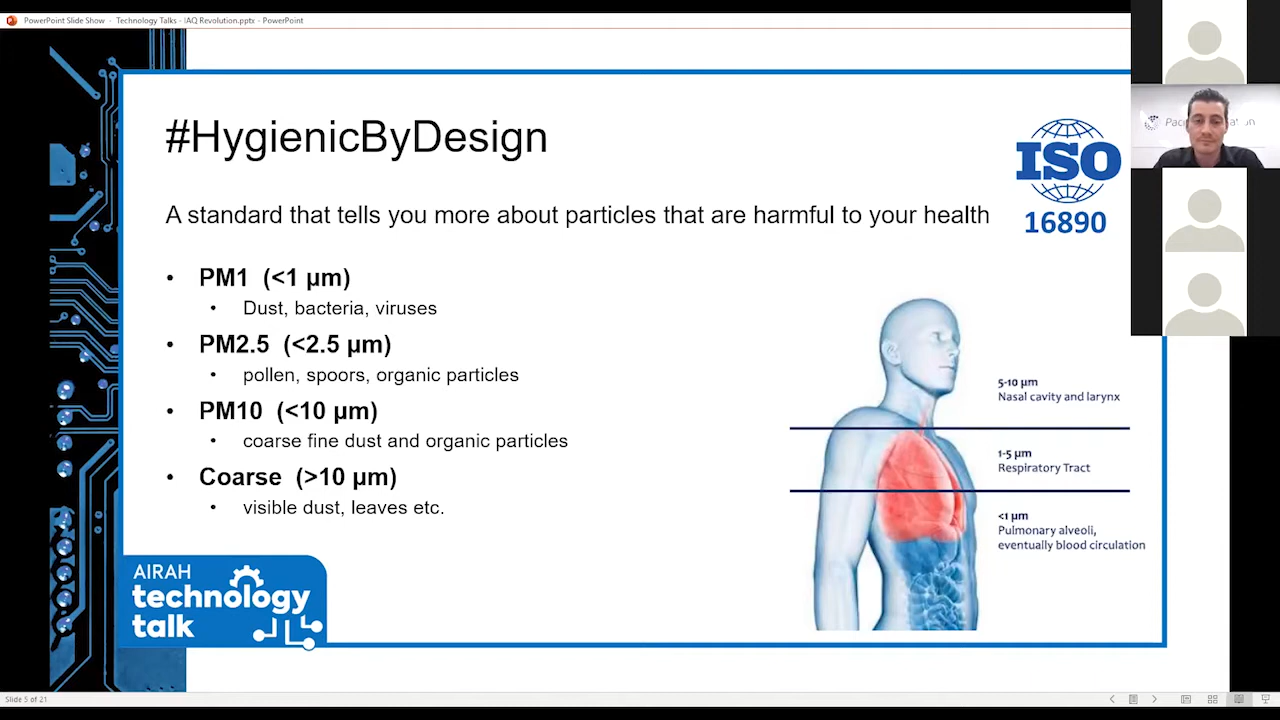 PowerPoint Slide Show - Technology Talks - IAQ Revolution.pptx - PowerPoint
#HygienicByDesign
ISO
16890
A standard that tells you more about particles that are harmful to your health
• PM1 (<1 µm)
• Dust, bacteria, viruses
• PM2.5 (<2.5 µm)
• pollen, spoors, organic particles
• PM10 (<10 µm)
• coarse fine dust and organic particles
• Coarse (>10 µm)
• visible dust, leaves etc.
5-10 µm
Nasal cavity and larynx
1-5 µm
Respiratory Tract
<1 µm
Pulmonary alveoli,
eventually blood circulation
AIRAH
technology
talk
Slide 5 of 21